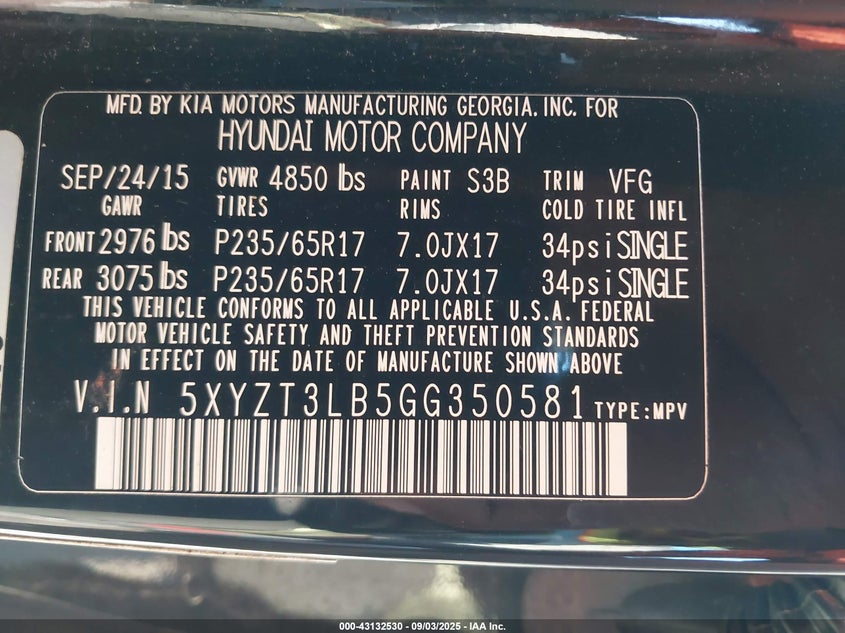 MFD. BY KIA MOTORS MANUFACTURING GEORGIA, INC. FOR
HYUNDAI MOTOR COMPANY
SEP/24/15 GVWR 4850 lbs PAINT S3B TRIM VFG
GAWR TIRES RIMS COLD TIRE INFL
FRONT 2976 lbs P235/65R17 7.0JX17 34psi SINGLE
REAR 3075 lbs P235/65R17 7.0JX17 34psi SINGLE
THIS VEHICLE CONFORMS TO ALL APPLICABLE U.S.A. FEDERAL
MOTOR VEHICLE SAFETY AND THEFT PREVENTION STANDARDS
IN EFFECT ON THE DATE OF MANUFACTURE SHOWN ABOVE
V.I.N 5XYZT3LB5GG350581 TYPE:MPV
000-43132530 - 09/03/2025 - IAA Inc.